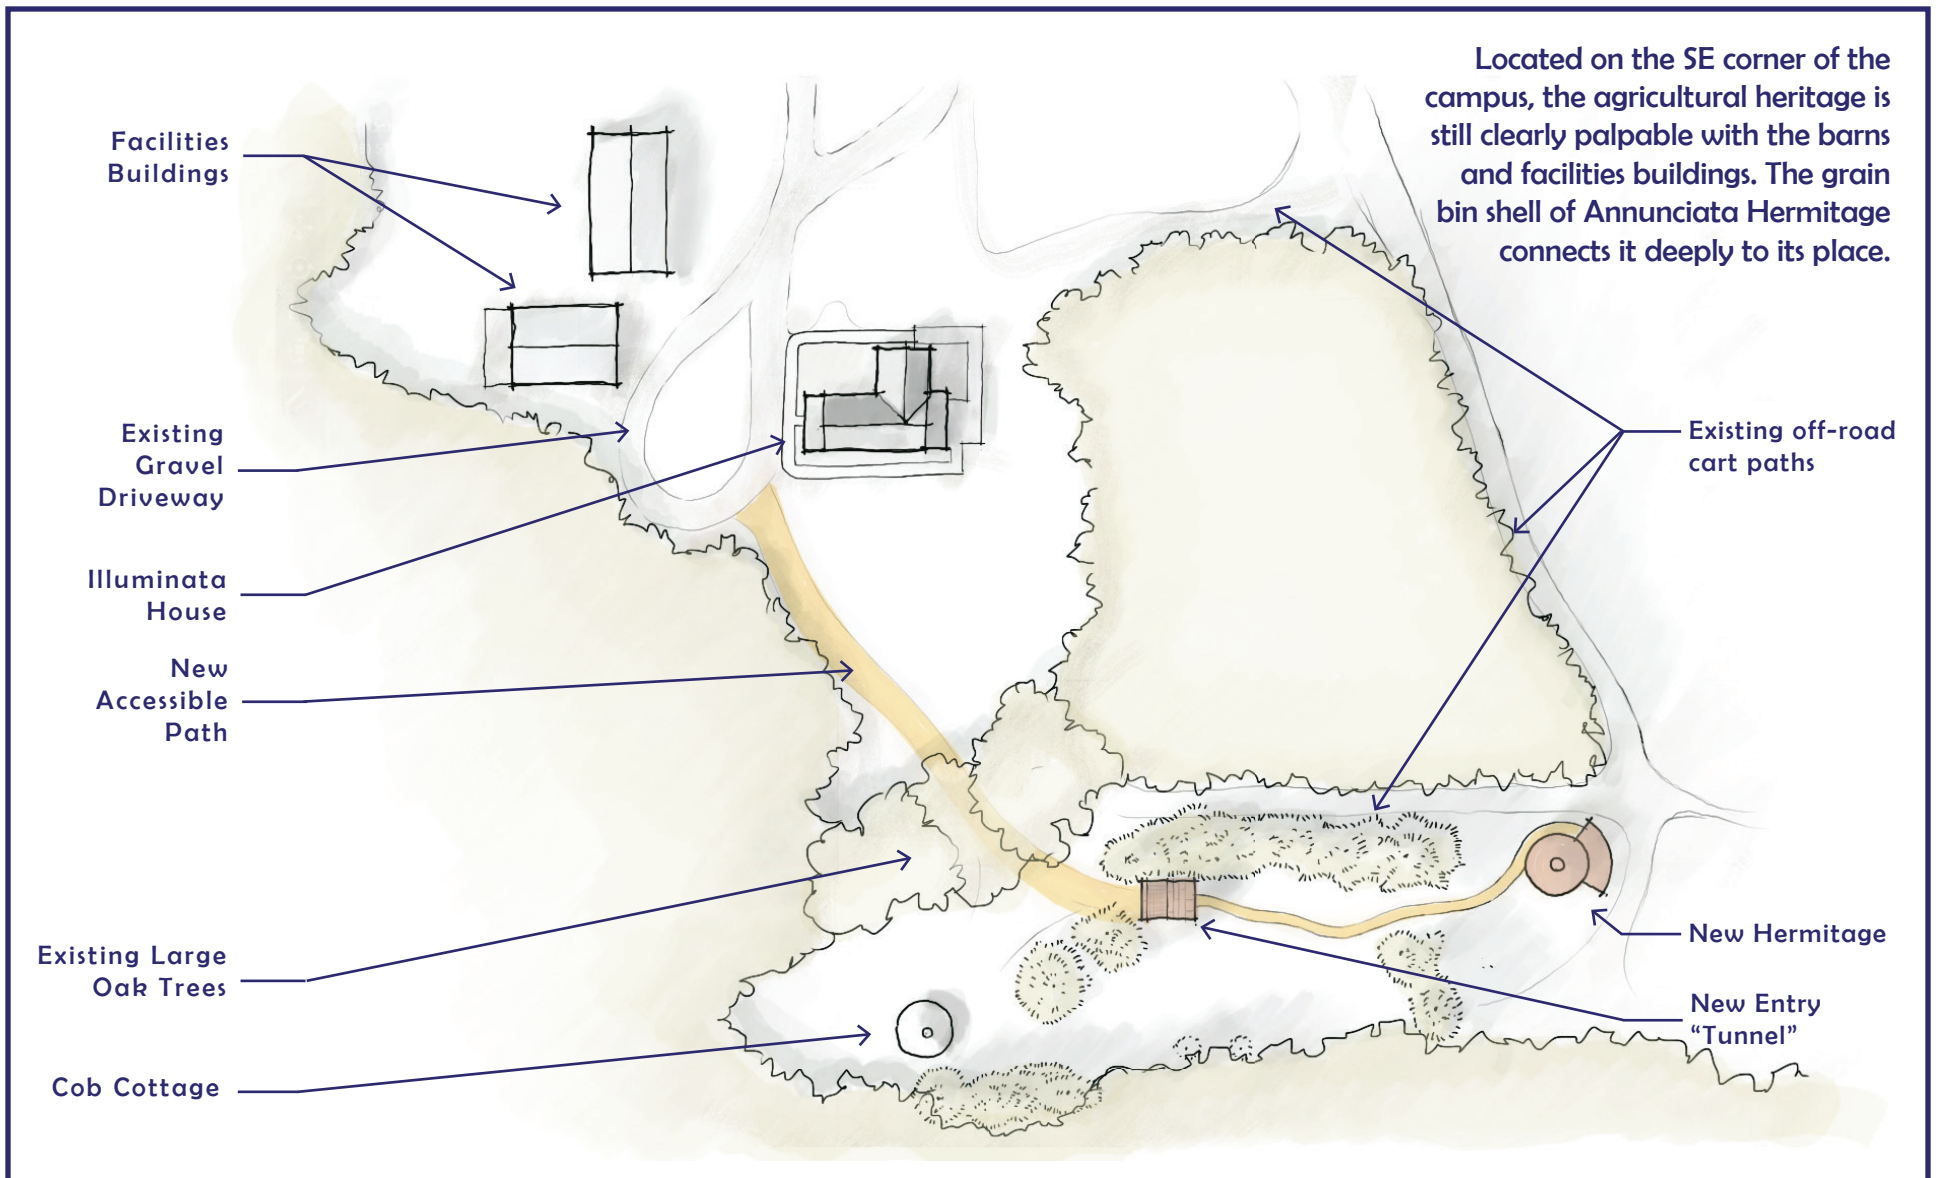 Located on the SE corner of the
campus, the agricultural heritage is
still clearly palpable with the barns
and facilities buildings. The grain
bin shell of Annunciata Hermitage
connects it deeply to its place.
Facilities
Buildings
Existing
Gravel
Driveway
Illuminata
House
New
Accessible
Path
Existing Large
Oak Trees
Cob Cottage
Existing off-road
cart paths
New Hermitage
New Entry
“Tunnel”